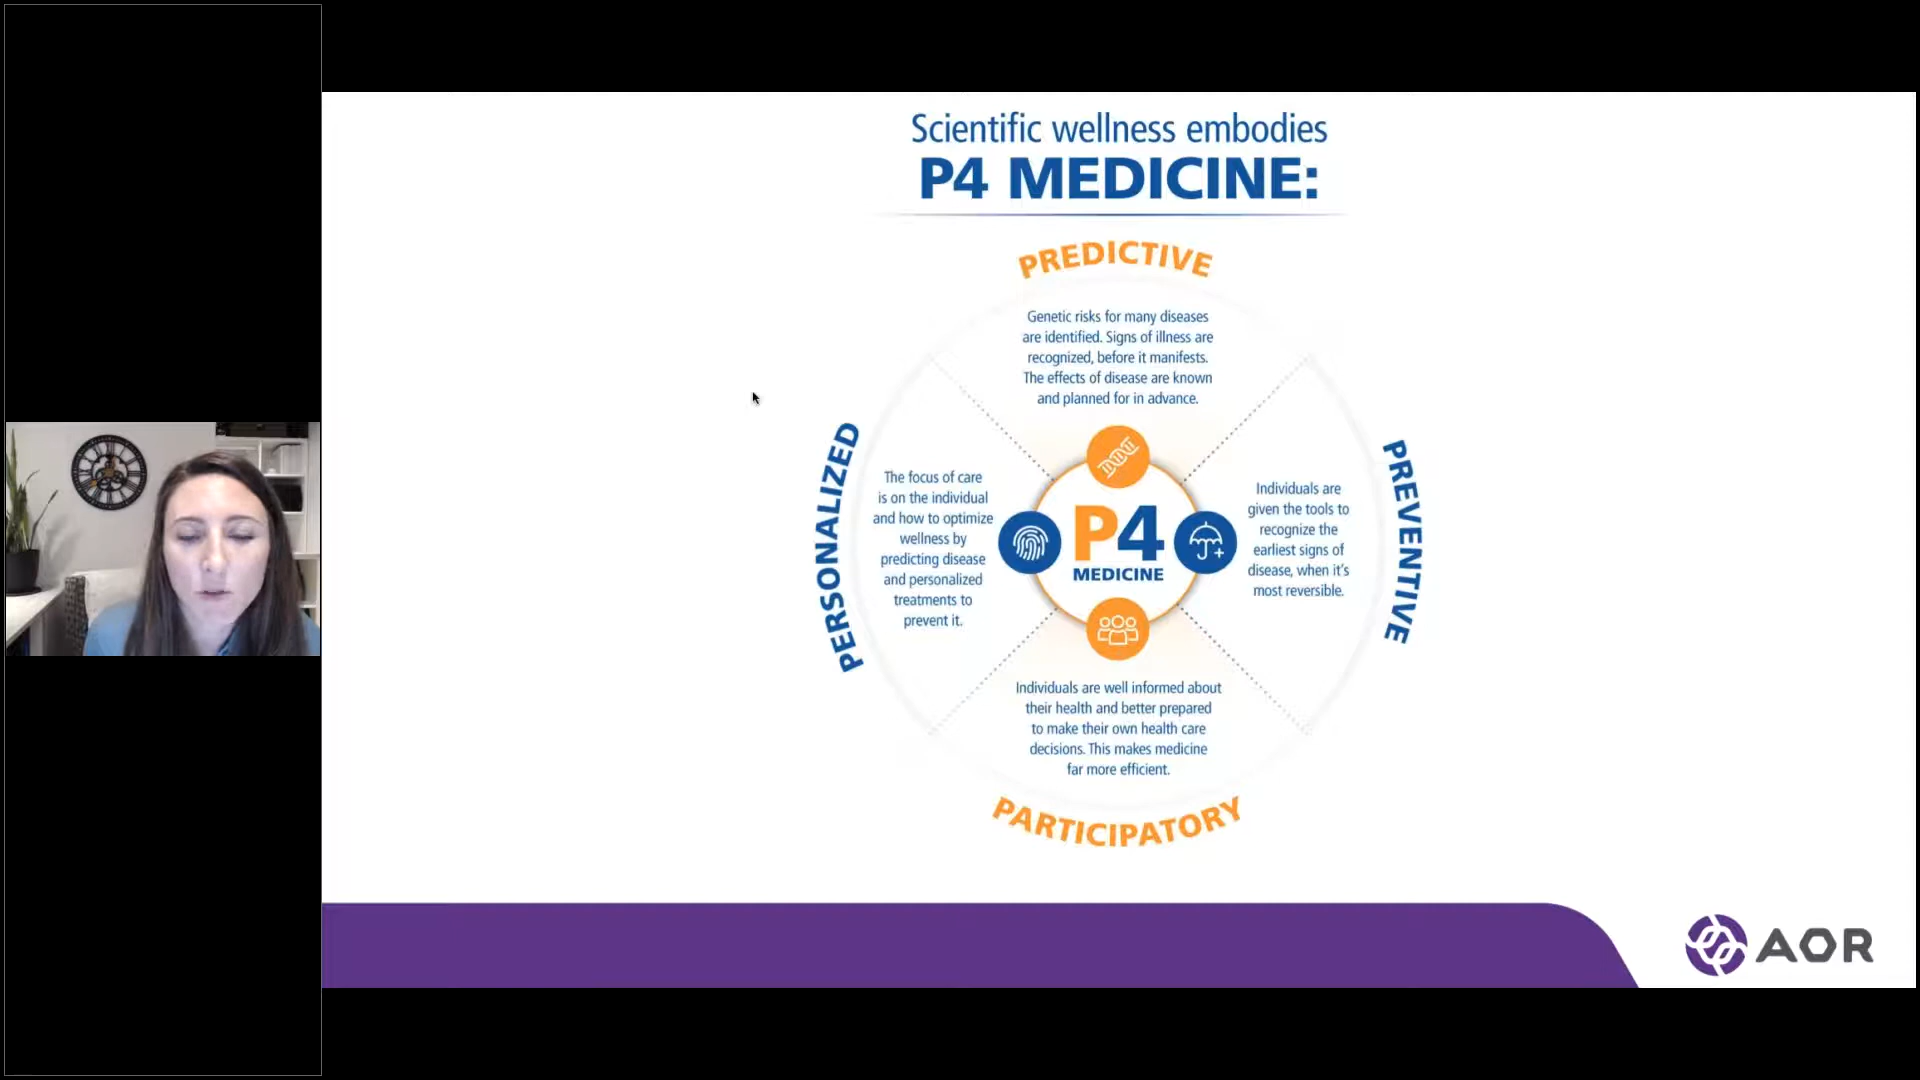 Scientific wellness embodies
P4 MEDICINE:
PREDICTIVE
Genetic risks for many diseases
are identified. Signs of illness are
recognized, before it manifests.
The effects of disease are known
and planned for in advance.
PERSONALIZED
The focus of care
is on the individual
and how to optimize
wellness by
predicting disease
and personalized
treatments to
prevent it.
P4
MEDICINE
Individuals are
given the tools to
recognize the
earliest signs of
disease, when it's
most reversible.
PREVENTIVE
Individuals are well informed about
their health and better prepared
to make their own health care
decisions. This makes medicine
far more efficient.
PARTICIPATORY
AOR